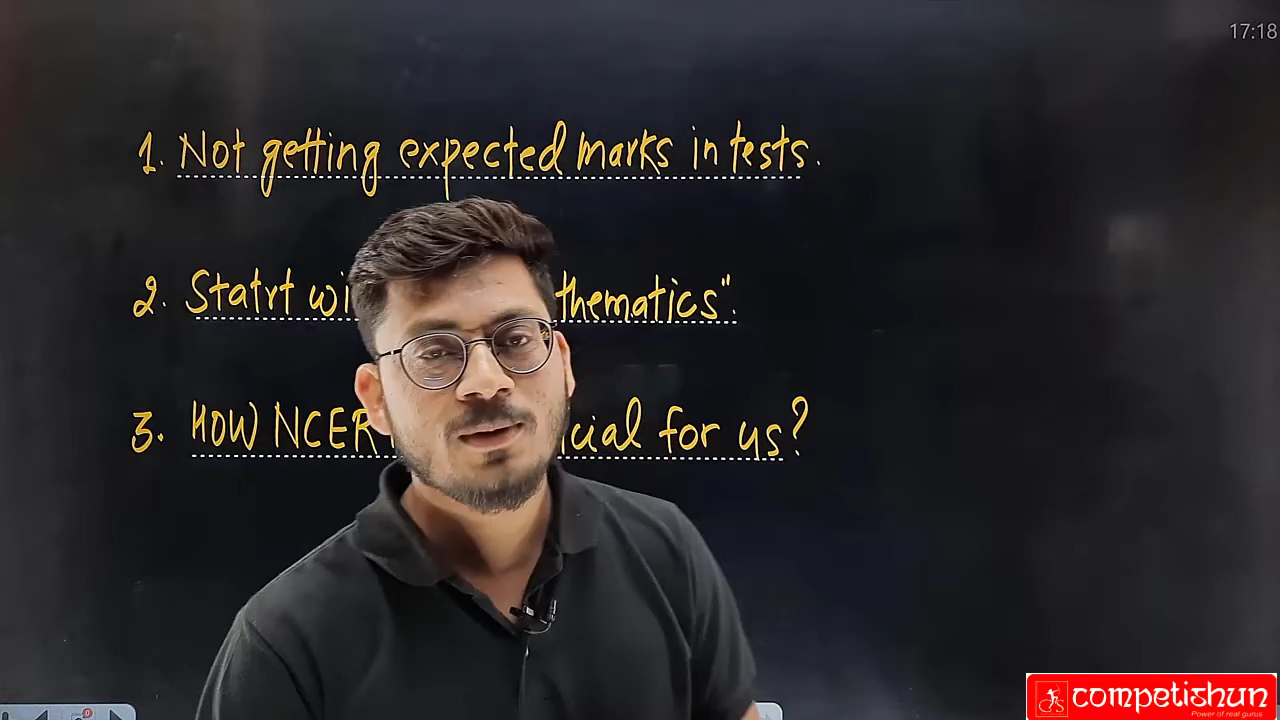 17:18
1. Not getting expected marks in tests.
2. Statrt wi thematics".
3. HOW NCERT cial for us?
competishun
Power of real gurus